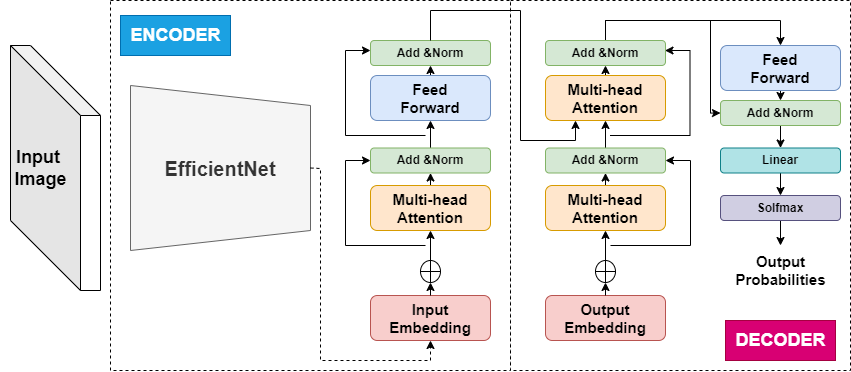 ENCODER
Input
Image
EfficientNet
Add &Norm
Feed
Forward
Add &Norm
Multi-head
Attention
Input
Embedding
Add &Norm
Multi-head
Attention
Add &Norm
Multi-head
Attention
Output
Embedding
Feed
Forward
Add &Norm
Linear
Solfmax
Output
Probabilities
DECODER